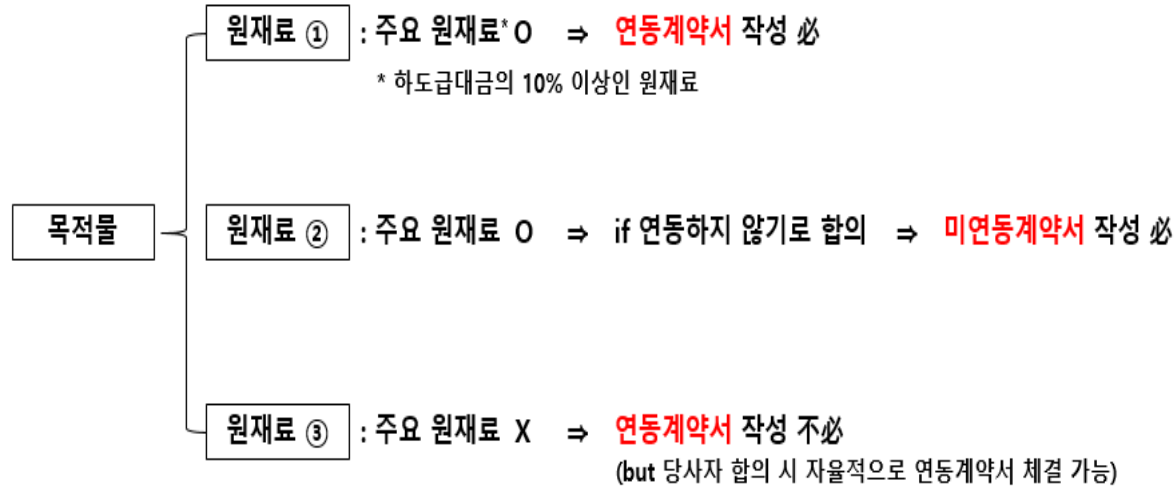 원재료 ① : 주요 원재료* O ⇒ 연동계약서 작성 必
* 하도급대금의 10% 이상인 원재료
목적물 원재료 ② : 주요 원재료 O ⇒ if 연동하지 않기로 합의 ⇒ 미연동계약서 작성 必
원재료 ③ : 주요 원재료 X ⇒ 연동계약서 작성 不必
(but 당사자 합의 시 자율적으로 연동계약서 체결 가능)